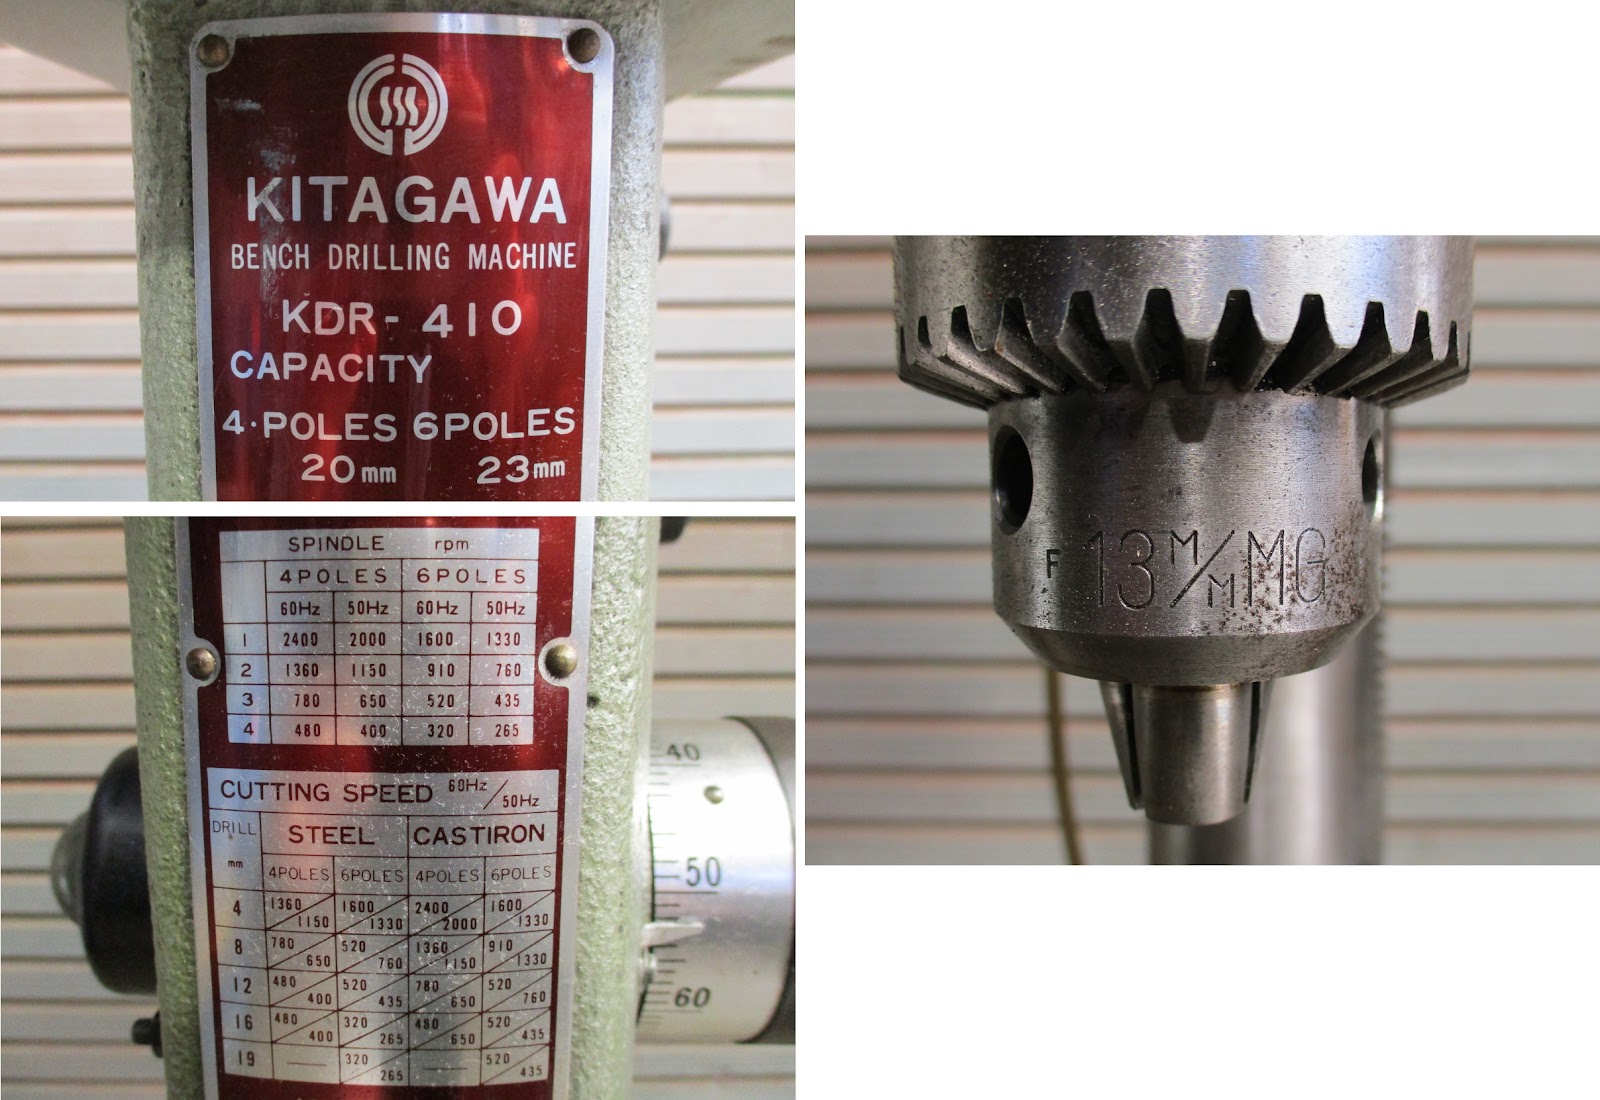 KITAGAWA
BENCH DRILLING MACHINE
KDR-410
CAPACITY
4·POLES 6POLES
20mm 23mm
SPINDLE rpm
4POLES 6POLES
60Hz 50Hz 60Hz 50Hz
1 2400 2000 1600 1330
2 1360 1150 910 760
3 780 650 520 435
4 480 400 320 265
CUTTING SPEED 60Hz/50Hz
DRILL mm STEEL CASTIRON
4POLES 6POLES 4POLES 6POLES
4 1360/1150 1600/1330 2400/2000 1600/1330
8 780/650 520/760 1360/1150 910/1330
12 480/400 520/435 780/650 520/760
16 480/400 320/265 480/650 520/435
19 — 320/265 — 520/435
40
50
60
F 13 M/M MG